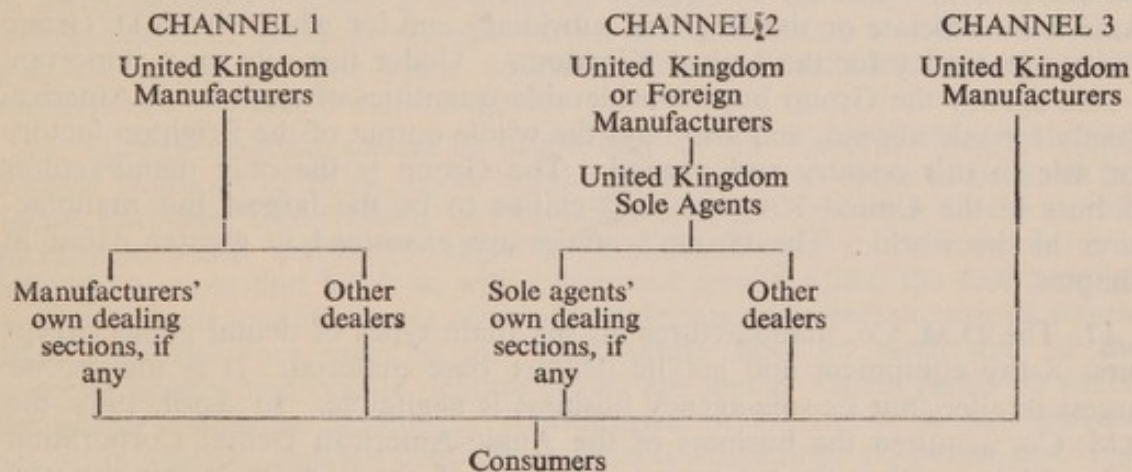 CHANNEL 1
United Kingdom
Manufacturers
CHANNEL 2
United Kingdom
or Foreign
Manufacturers
United Kingdom
Sole Agents
CHANNEL 3
United Kingdom
Manufacturers
Manufacturers'
own dealing
sections, if
any
Other
dealers
Sole agents'
own dealing
sections, if
any
Other
dealers
Consumers